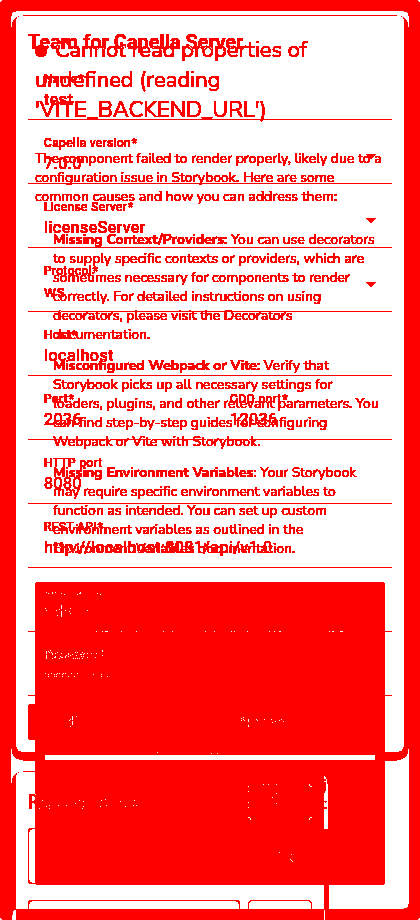 Team for Capella Server
Cannot read properties of
undefined (reading
'VITE_BACKEND_URL')
Name*
test
Capella version*
7.0.0
The component failed to render properly, likely due to a
configuration issue in Storybook. Here are some
common causes and how you can address them:
License Server*
licenseServer
Missing Context/Providers: You can use decorators
to supply specific contexts or providers, which are
sometimes necessary for components to render
correctly. For detailed instructions on using
decorators, please visit the Decorators
documentation.
Protocol*
ws
Host*
localhost
Misconfigured Webpack or Vite: Verify that
Storybook picks up all necessary settings for
loaders, plugins, and other relevant parameters. You
can find step-by-step guides for configuring
Webpack or Vite with Storybook.
Port*
2036
CDO port*
12036
HTTP port
8080
Missing Environment Variables: Your Storybook
may require specific environment variables to
function as intended. You can set up custom
environment variables as outlined in the
Environment Variables documentation.
REST API*
http://localhost:8081/api/v1.0